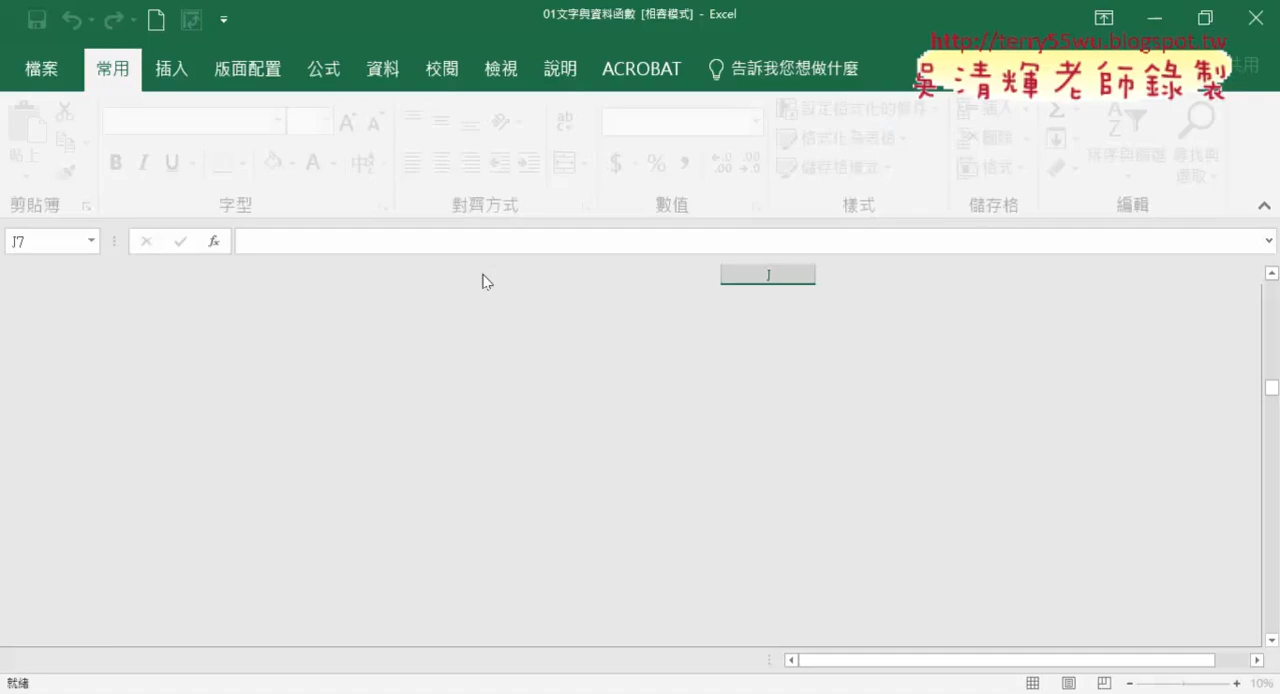 01文字與資料函數 [相容模式] - Excel
http://terry55wu.blogspot.tw
吳清輝老師錄製
共用
檔案 常用 插入 版面配置 公式 資料 校閱 檢視 說明 ACROBAT 告訴我您想做什麼
貼上 B I U A 中 ab $ % , Σ
設定格式化的條件 插入
格式化為表格 刪除
儲存格樣式 格式
排序與篩選 尋找與選取
剪貼簿 字型 對齊方式 數值 樣式 儲存格 編輯
J7 fx
J
就緒 10%